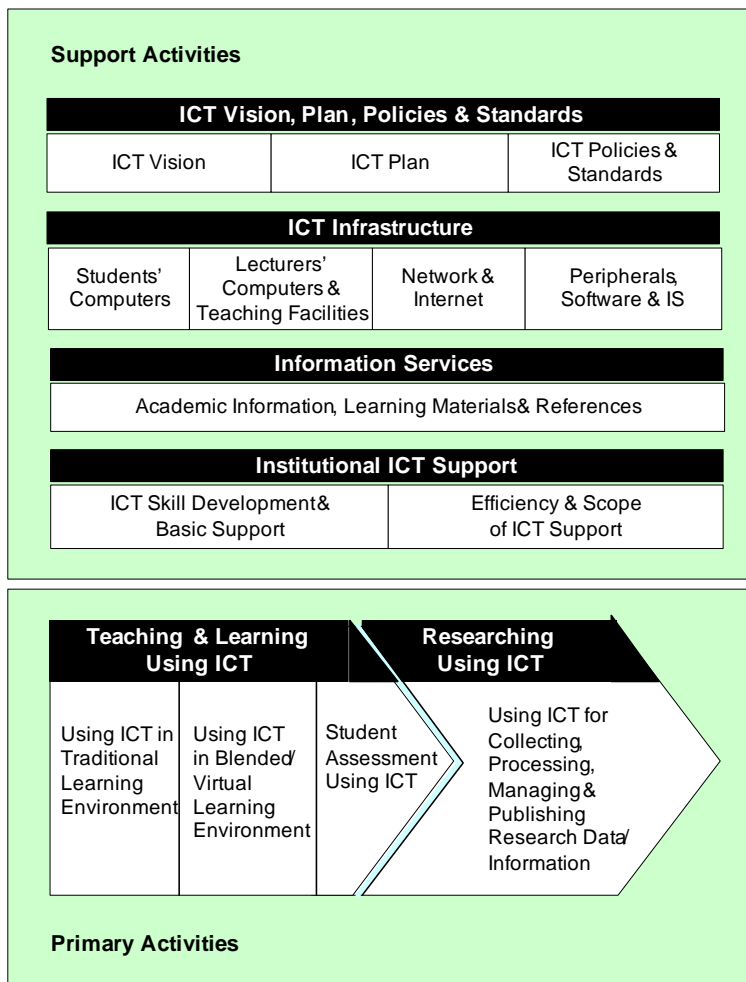 Support Activities
ICT Vision, Plan, Policies & Standards
ICT Vision
ICT Plan
ICT Policies &
Standards
ICT Infrastructure
Students'
Computers
Lecturers'
Computers &
Teaching Facilities
Network &
Internet
Peripherals,
Software & IS
Information Services
Academic Information, Learning Materials & References
Institutional ICT Support
ICT Skill Development &
Basic Support
Efficiency & Scope
of ICT Support
Teaching & Learning
Using ICT
Researching
Using ICT
Using ICT in
Traditional
Learning
Environment
Using ICT
in Blended/
Virtual
Learning
Environment
Student
Assessment
Using ICT
Using ICT for
Collecting,
Processing,
Managing &
Publishing
Research Data/
Information
Primary Activities